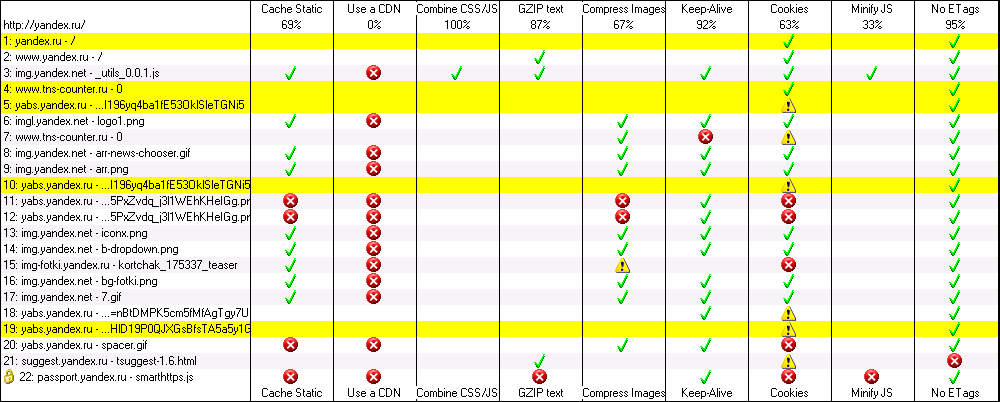 Cache Static Use a CDN Combine CSS/JS GZIP text Compress Images Keep-Alive Cookies Minify JS No ETags
http://yandex.ru/ 69% 0% 100% 87% 67% 92% 63% 33% 95%
1: yandex.ru - /
2: www.yandex.ru - /
3: img.yandex.net - _utils_0.0.1.js
4: www.tns-counter.ru - 0
5: yabs.yandex.ru - ...l196yq4ba1fE53OklSIeTGNi5
6: imgl.yandex.net - logo1.png
7: www.tns-counter.ru - 0
8: img.yandex.net - arr-news-chooser.gif
9: img.yandex.net - arr.png
10: yabs.yandex.ru - ...l196yq4ba1fE53OklSIeTGNi5
11: yabs.yandex.ru - ...5PxZvdq_j3l1WEhKHeIGg.pr
12: yabs.yandex.ru - ...5PxZvdq_j3l1WEhKHeIGg.pr
13: img.yandex.net - iconx.png
14: img.yandex.net - b-dropdown.png
15: img-fotki.yandex.ru - kortchak_175337_teaser
16: img.yandex.net - bg-fotki.png
17: img.yandex.net - 7.gif
18: yabs.yandex.ru - ...=nBtDMPK5cm5fMfAgTgy7U
19: yabs.yandex.ru - ...HID19P0QJXGsBfsTA5a5y1G
20: yabs.yandex.ru - spacer.gif
21: suggest.yandex.ru - tsuggest-1.6.html
22: passport.yandex.ru - smarthttps.js
Cache Static Use a CDN Combine CSS/JS GZIP text Compress Images Keep-Alive Cookies Minify JS No ETags